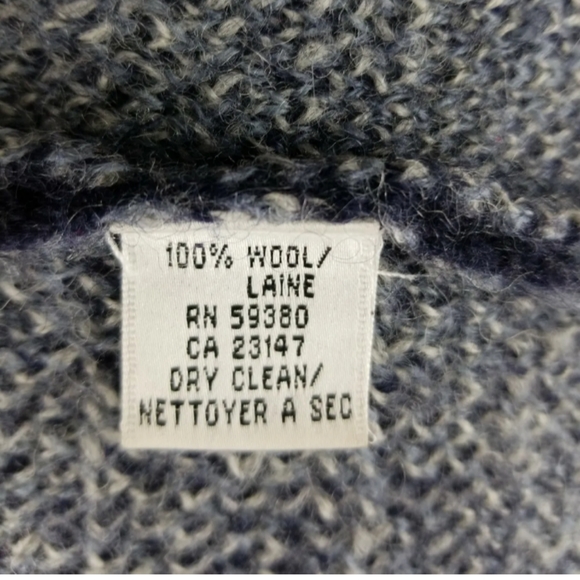 100% WOOL/
LAINE
RN 59380
CA 23147
DRY CLEAN/
NETTOYER A SEC